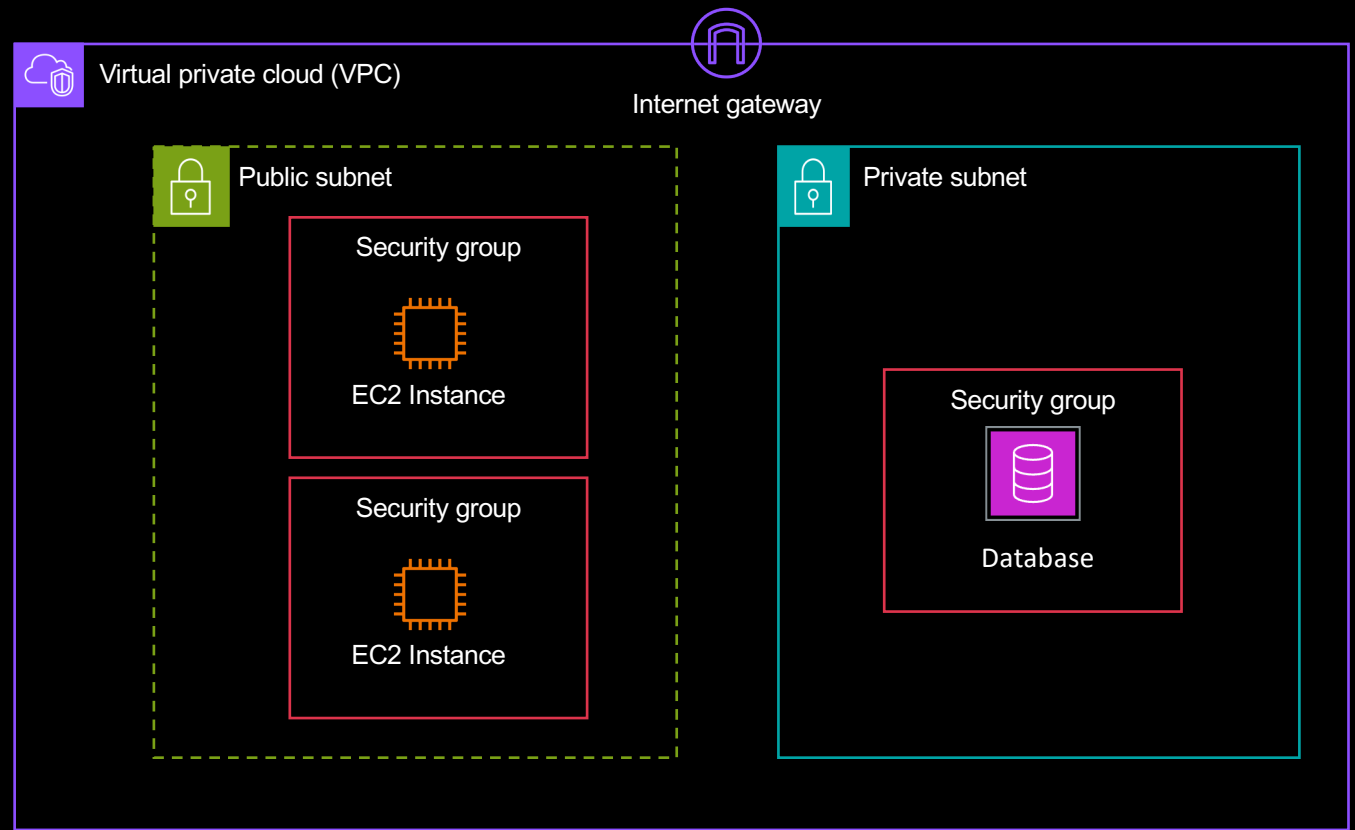 Virtual private cloud (VPC)
Internet gateway
Public subnet
Private subnet
Security group
EC2 Instance
Security group
EC2 Instance
Security group
Database